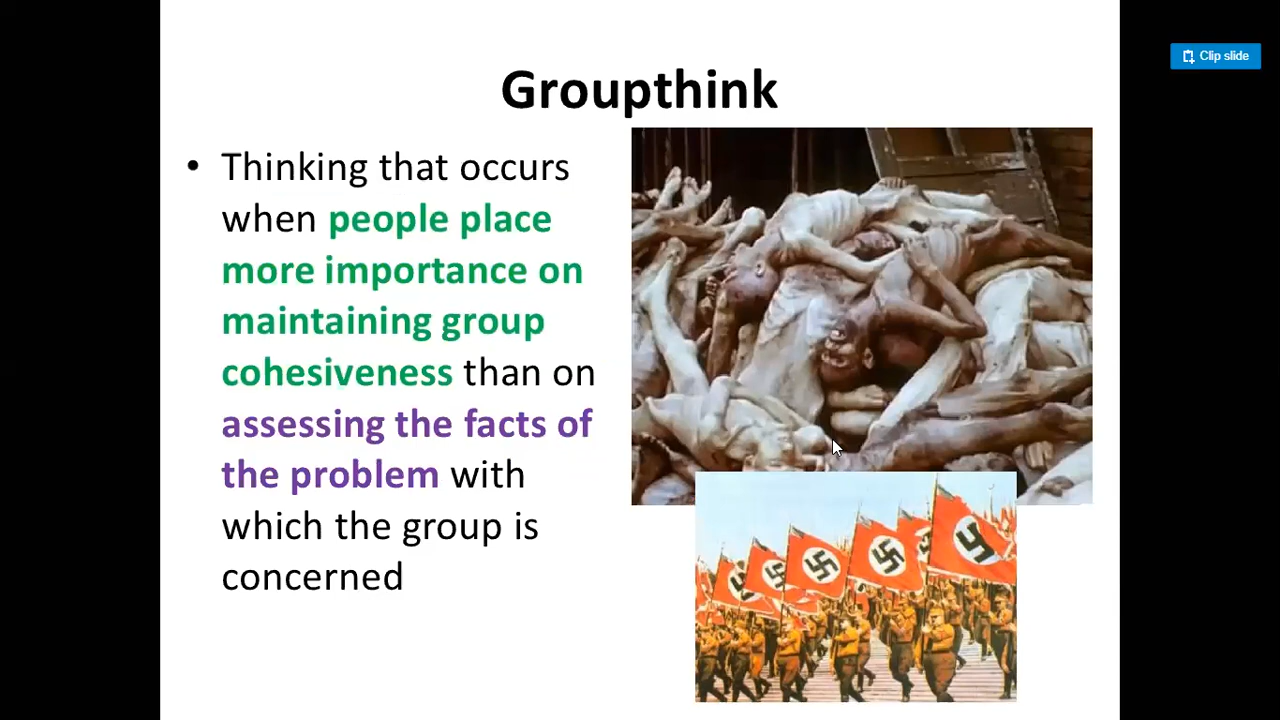 Clip slide
Groupthink
• Thinking that occurs
when people place
more importance on
maintaining group
cohesiveness than on
assessing the facts of
the problem with
which the group is
concerned